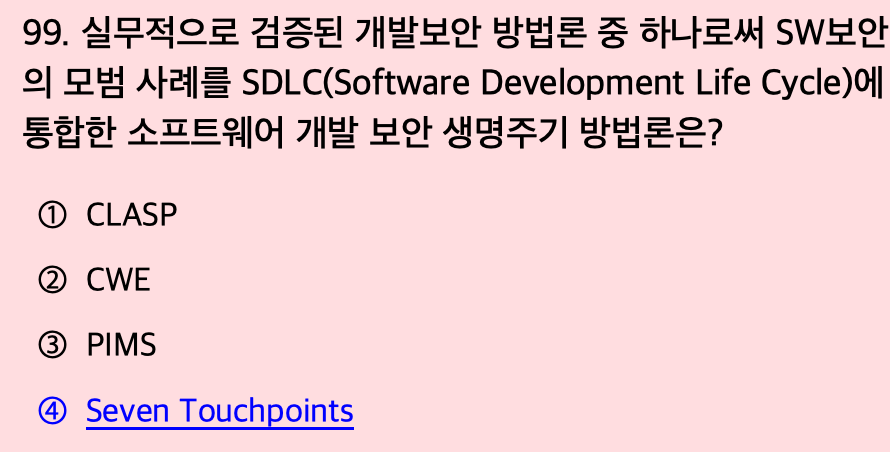 99. 실무적으로 검증된 개발보안 방법론 중 하나로써 SW보안
의 모범 사례를 SDLC(Software Development Life Cycle)에
통합한 소프트웨어 개발 보안 생명주기 방법론은?
① CLASP
② CWE
③ PIMS
④ Seven Touchpoints